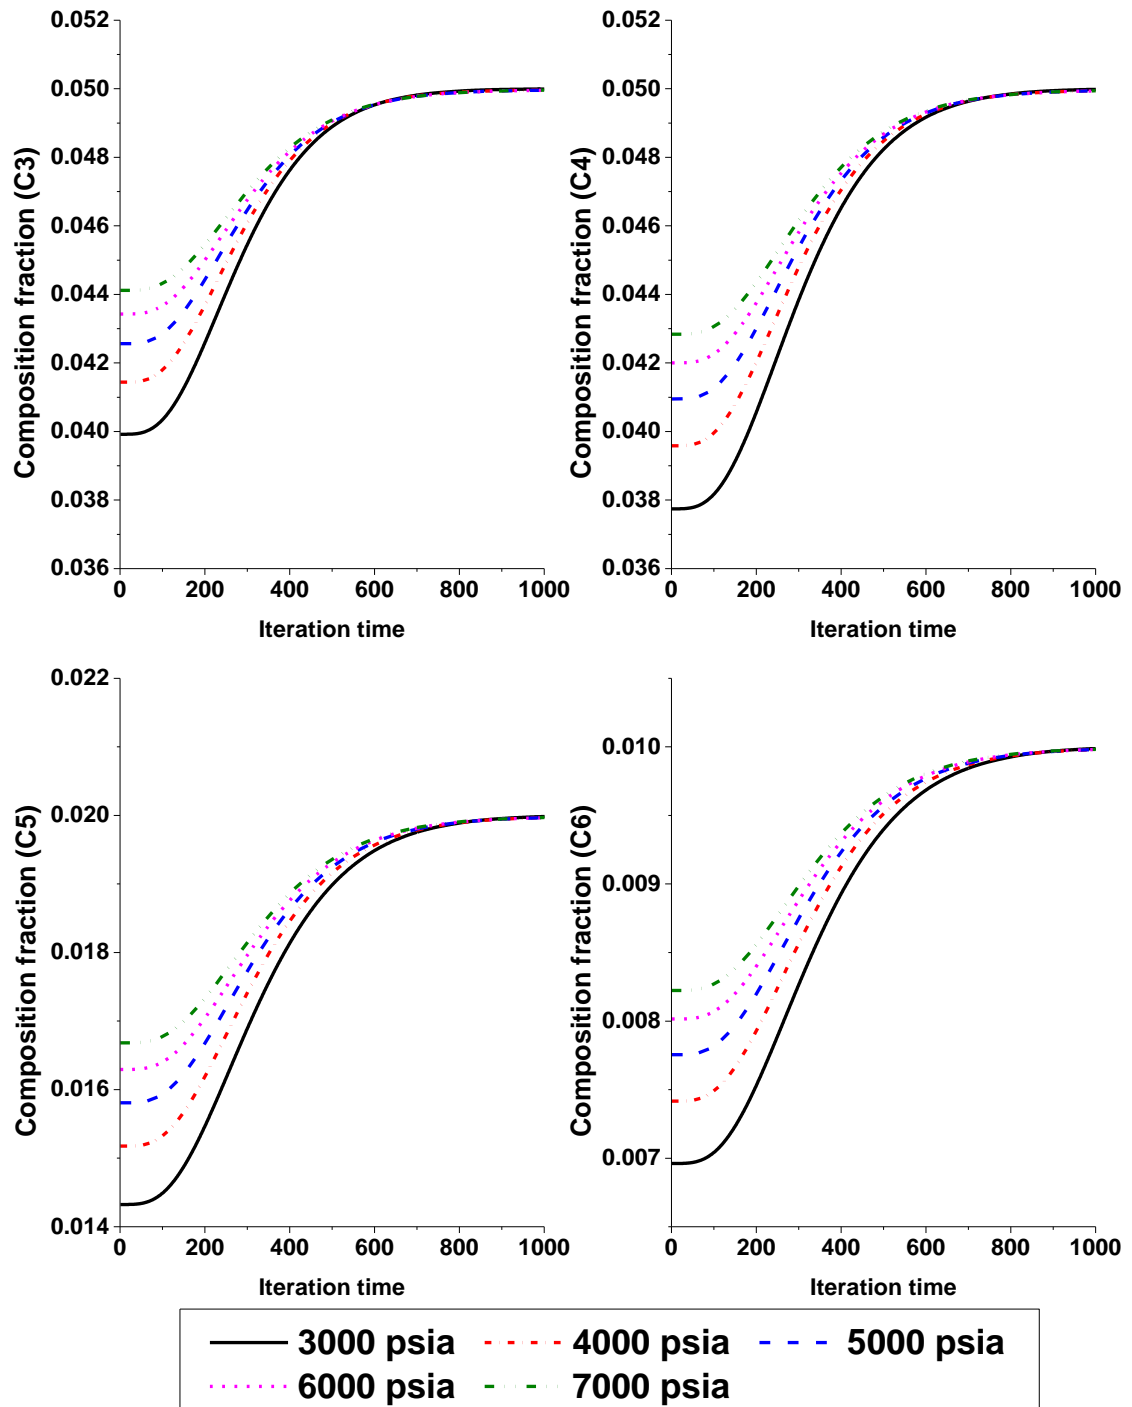 0.052
0.050
0.048
0.046
0.044
0.042
0.040
0.038
0.036
Composition fraction (C3)
0 200 400 600 800 1000
Iteration time
0.052
0.050
0.048
0.046
0.044
0.042
0.040
0.038
0.036
Composition fraction (C4)
0 200 400 600 800 1000
Iteration time
0.022
0.020
0.018
0.016
0.014
Composition fraction (C5)
0 200 400 600 800 1000
Iteration time
0.010
0.009
0.008
0.007
Composition fraction (C6)
0 200 400 600 800 1000
Iteration time
3000 psia 4000 psia 5000 psia
6000 psia 7000 psia